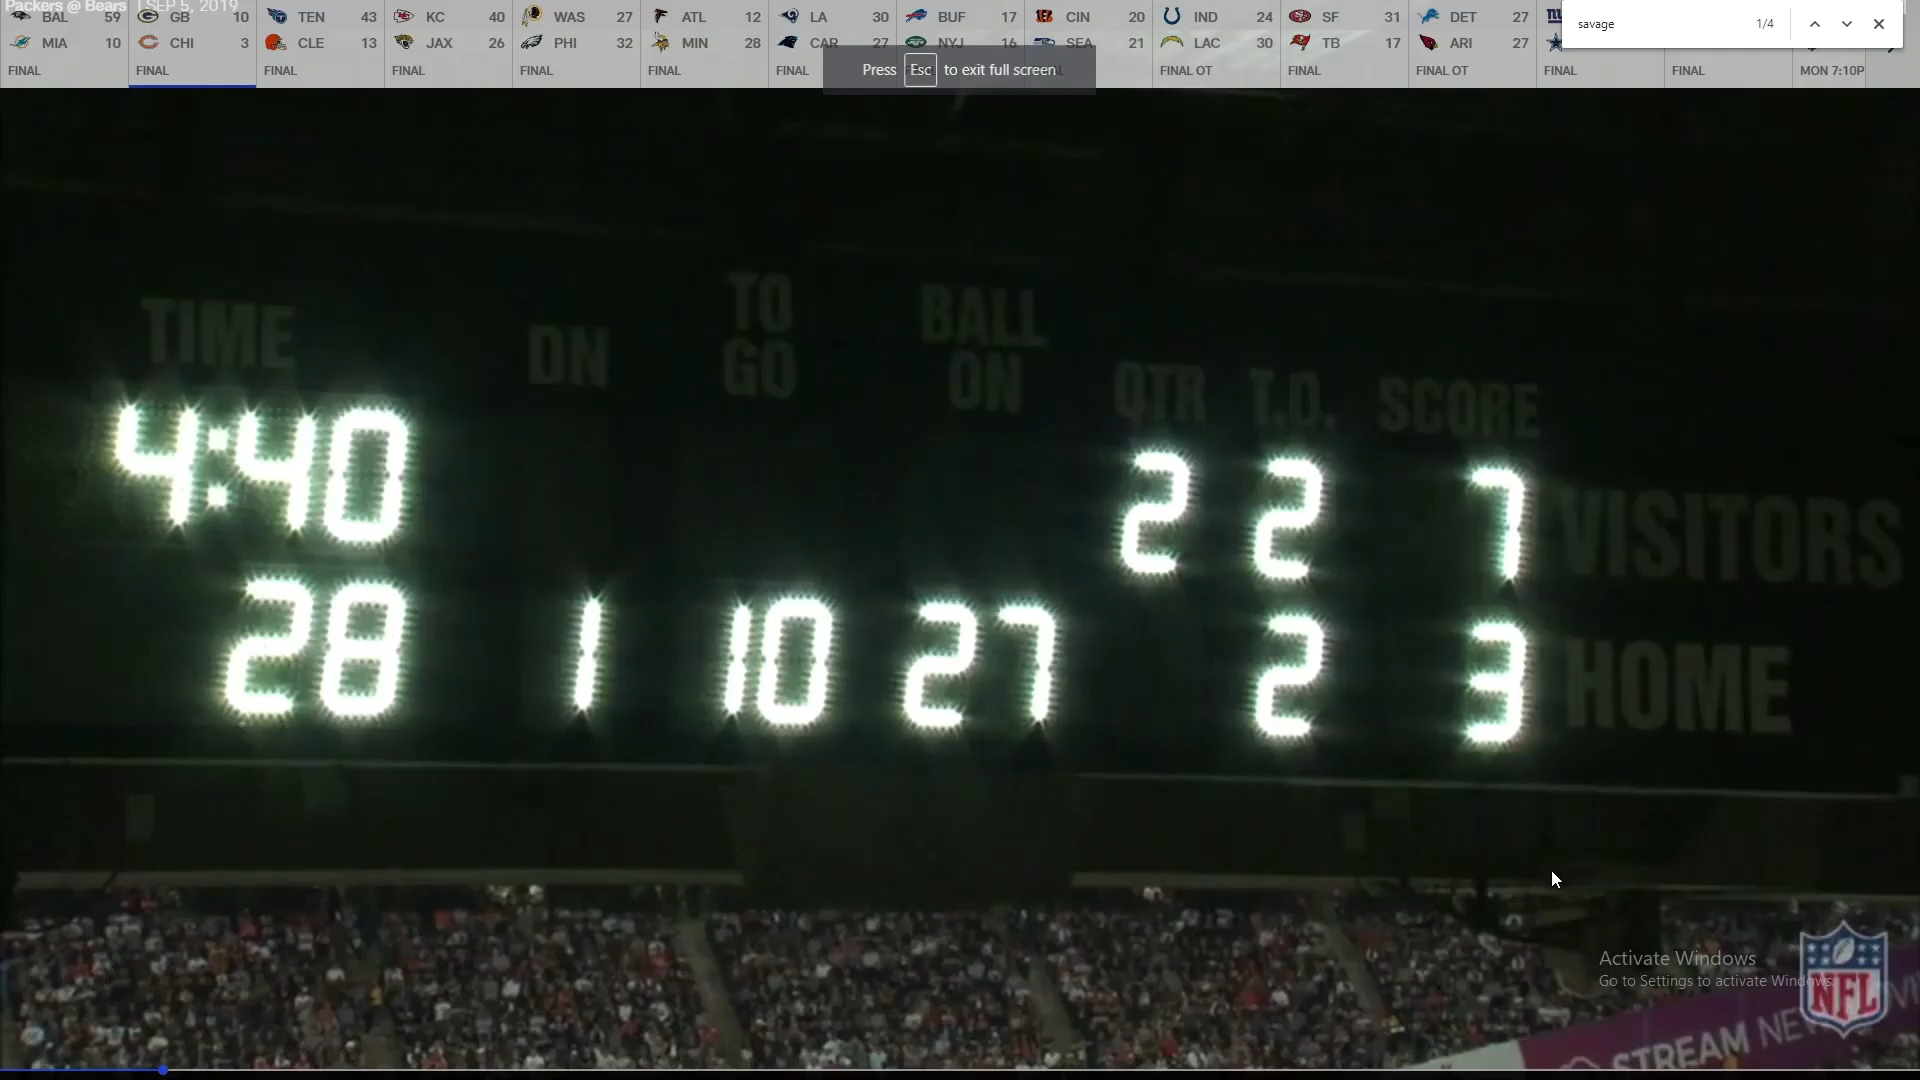 Packers @ Bears | SEP 5, 2019
BAL 59 GB 10 TEN 43 KC 40 WAS 27 ATL 12 LA 30 BUF 17 CIN 20 IND 24 SF 31 DET 27
MIA 10 CHI 3 CLE 13 JAX 26 PHI 32 MIN 28 CAR 27 NYJ 16 SEA 21 LAC 30 TB 17 ARI 27
FINAL FINAL FINAL FINAL FINAL FINAL FINAL FINAL OT FINAL FINAL OT FINAL FINAL MON 7:10P
savage 1/4
Press Esc to exit full screen
TIME DN TO GO BALL ON QTR T.O. SCORE
4:40 2 2 7 VISITORS
28 1 10 27 2 3 HOME
Activate Windows
Go to Settings to activate Windows.
NFL
STREAM